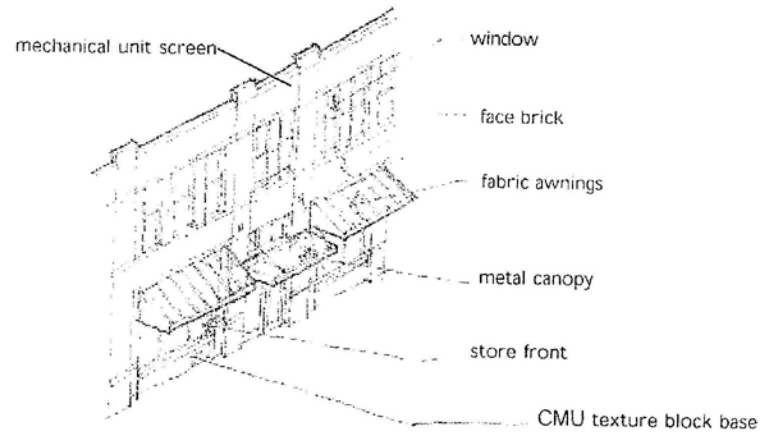 mechanical unit screen
window
face brick
fabric awnings
metal canopy
store front
CMU texture block base